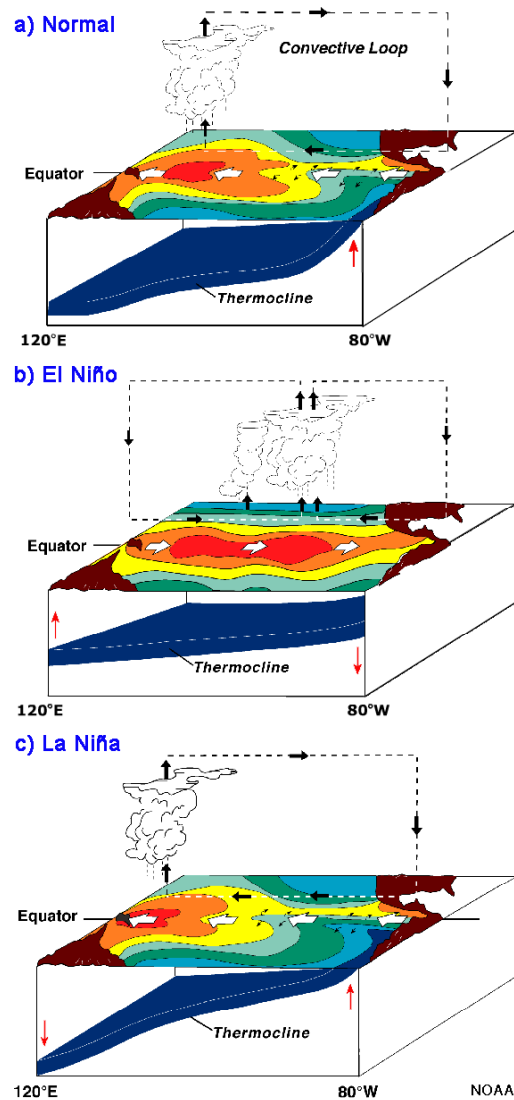 a) Normal
Convective Loop
Equator
Thermocline
120°E 80°W
b) El Niño
Equator
Thermocline
120°E 80°W
c) La Niña
Equator
Thermocline
120°E 80°W NOAA